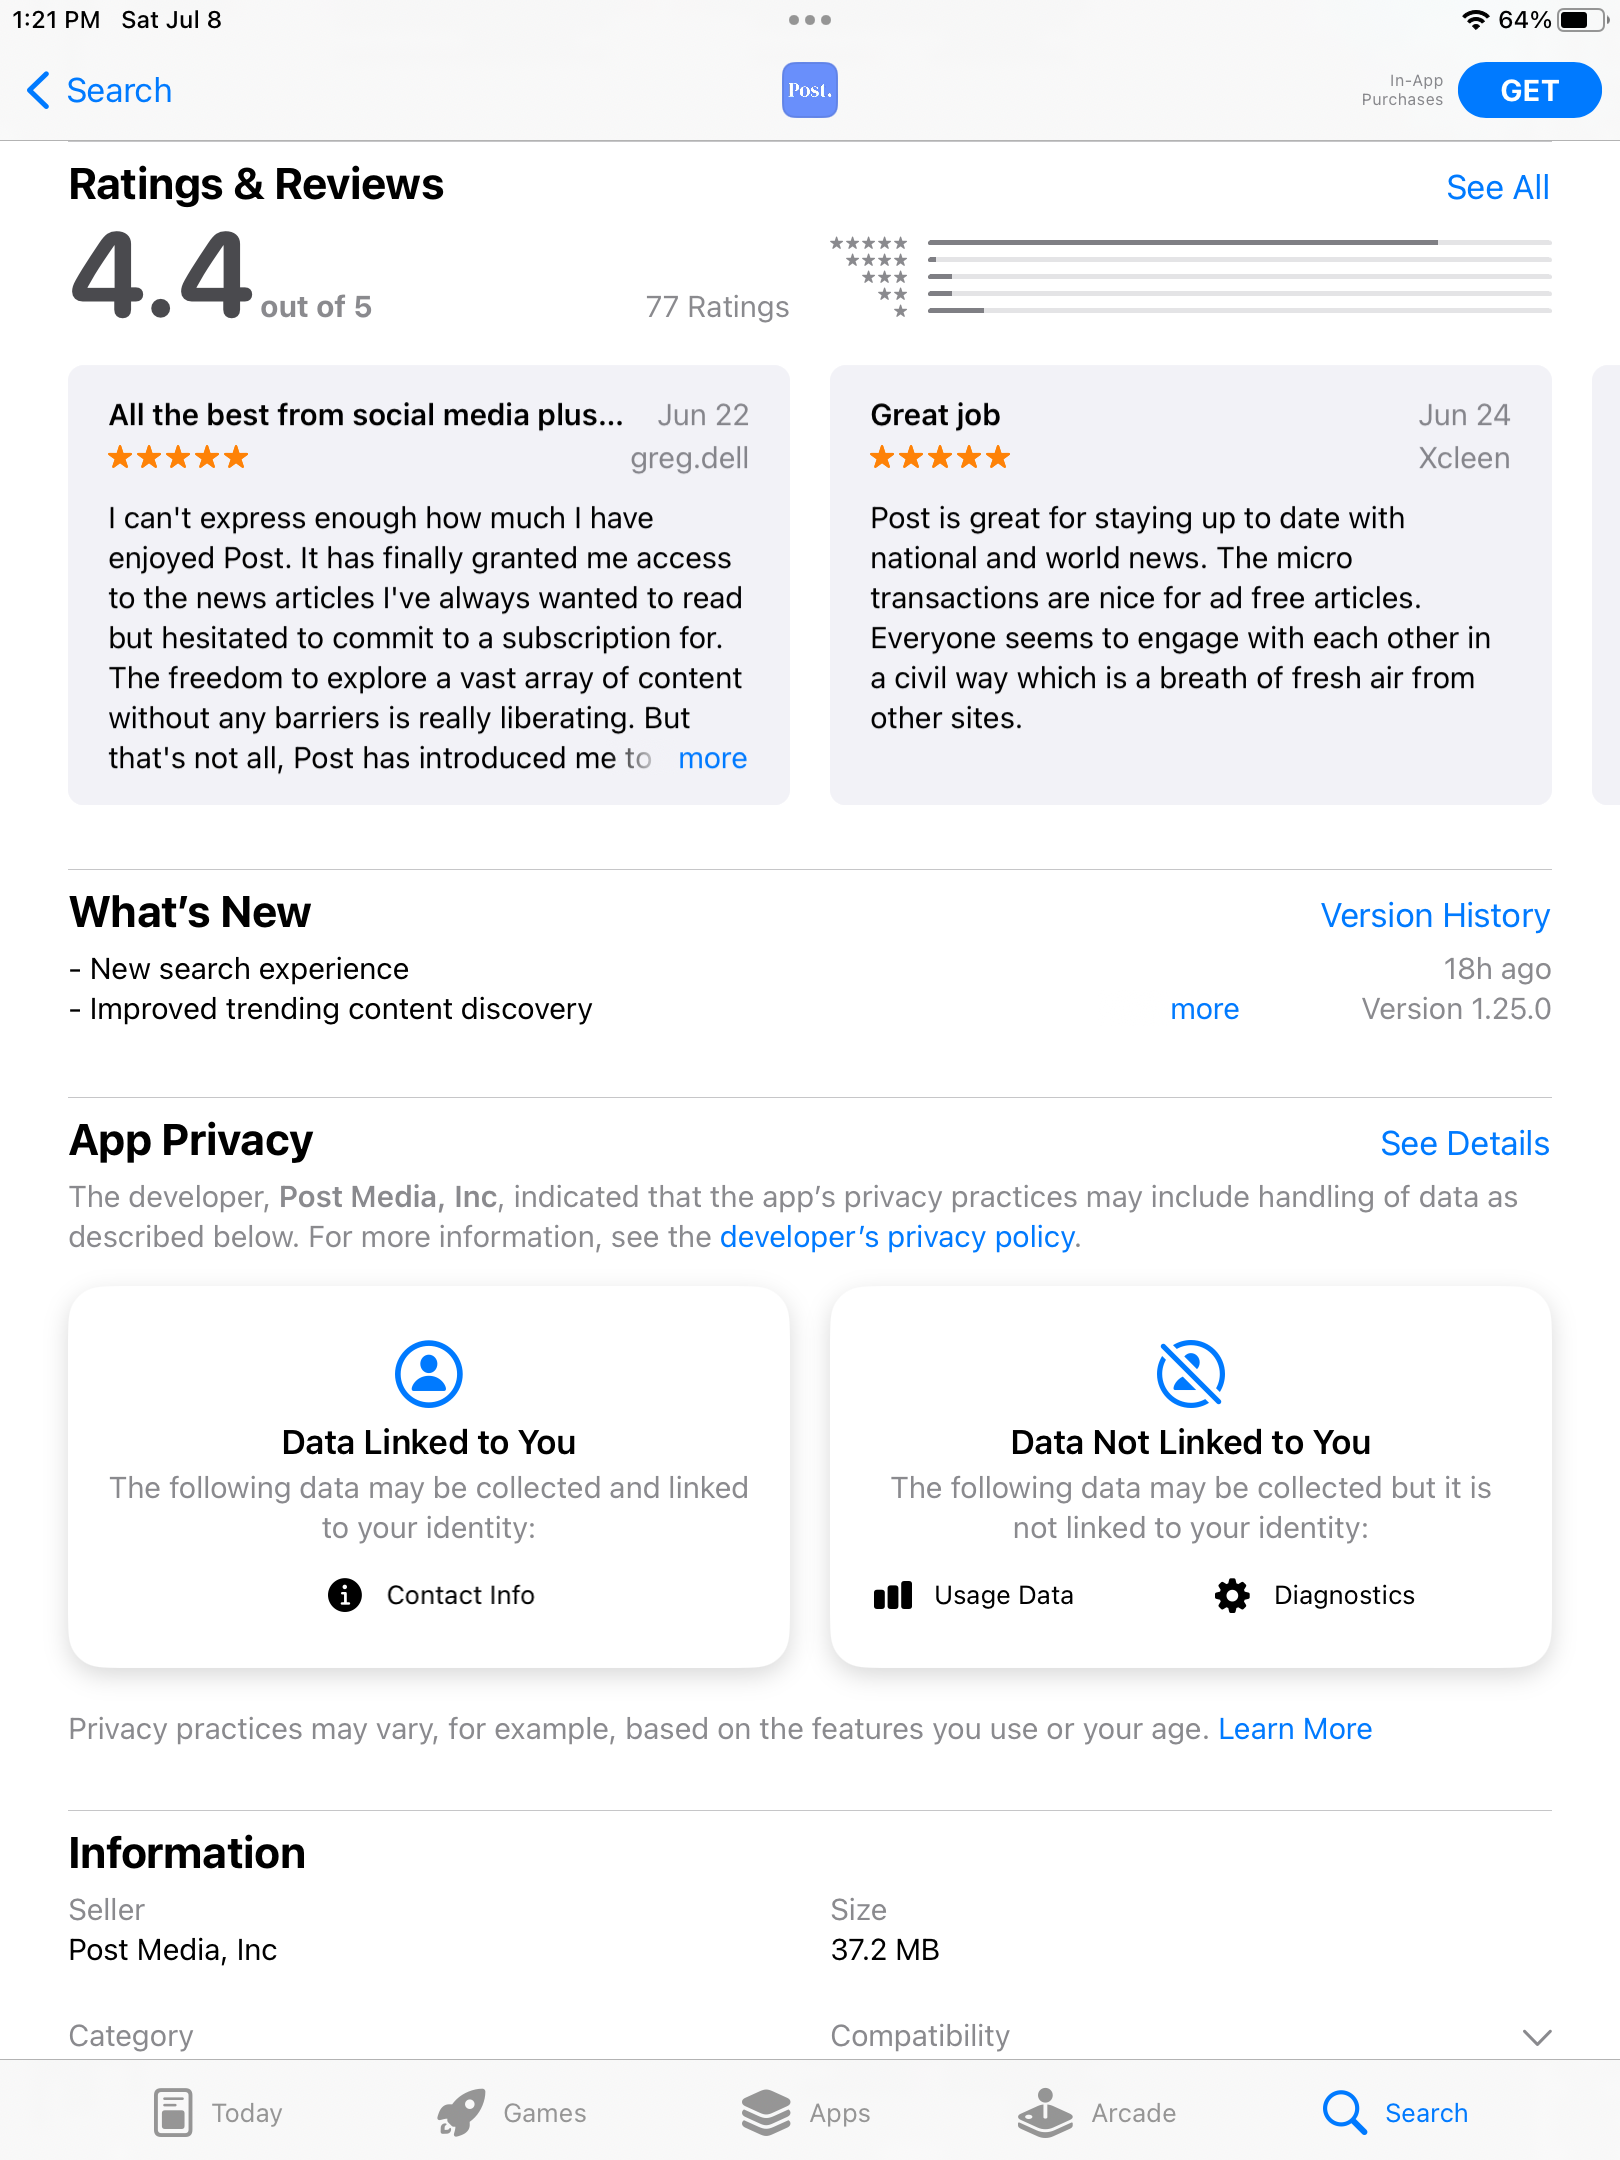 1:21 PM Sat Jul 8
64%
Search
Post.
In-App
Purchases
GET
Ratings & Reviews
See All
4.4 out of 5
77 Ratings
All the best from social media plus...
Jun 22
greg.dell
I can't express enough how much I have
enjoyed Post. It has finally granted me access
to the news articles I've always wanted to read
but hesitated to commit to a subscription for.
The freedom to explore a vast array of content
without any barriers is really liberating. But
that's not all, Post has introduced me to more
Great job
Jun 24
Xcleen
Post is great for staying up to date with
national and world news. The micro
transactions are nice for ad free articles.
Everyone seems to engage with each other in
a civil way which is a breath of fresh air from
other sites.
What’s New
Version History
- New search experience
18h ago
- Improved trending content discovery
more
Version 1.25.0
App Privacy
See Details
The developer, Post Media, Inc, indicated that the app’s privacy practices may include handling of data as
described below. For more information, see the developer’s privacy policy.
Data Linked to You
The following data may be collected and linked
to your identity:
Contact Info
Data Not Linked to You
The following data may be collected but it is
not linked to your identity:
Usage Data
Diagnostics
Privacy practices may vary, for example, based on the features you use or your age. Learn More
Information
Seller
Post Media, Inc
Size
37.2 MB
Category
Compatibility
Today
Games
Apps
Arcade
Search